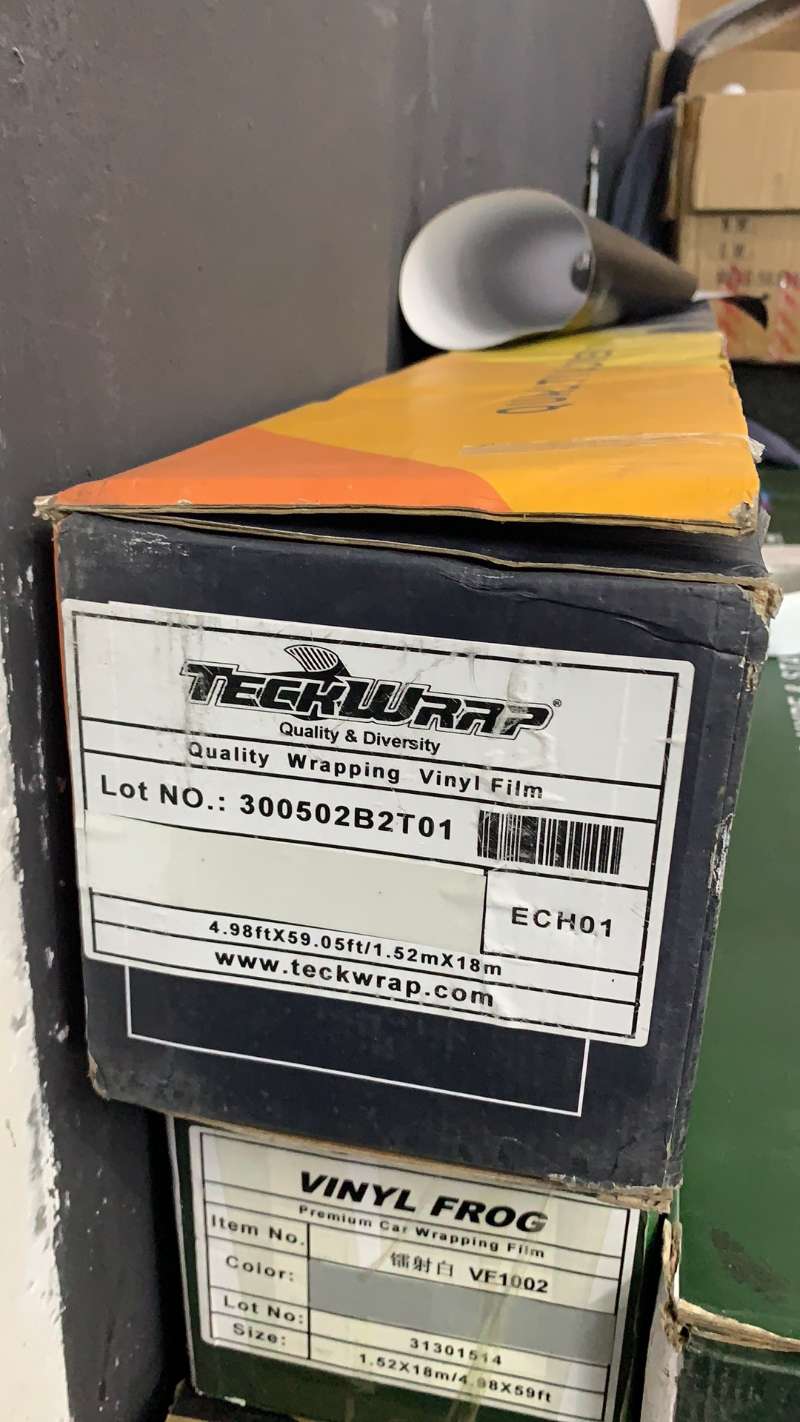 TECKWRAP®
Quality & Diversity
Quality Wrapping Vinyl Film
Lot NO.: 300502B2T01
ECH01
4.98ftX59.05ft/1.52mX18m
www.teckwrap.com
VINYL FROG
Premium Car Wrapping Film
Item No.
镭射白 VF1002
Color:
Lot No:
31301514
Size:
1.52X18m/4.98X59ft